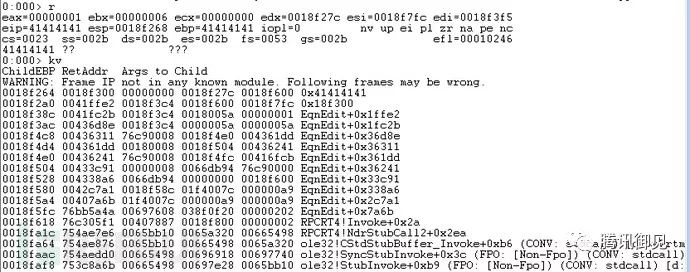 0:000> r
eax=00000001 ebx=00000006 ecx=00000000 edx=0018f27c esi=0018f7fc edi=0018f3f5
eip=41414141 esp=0018f268 ebp=41414141 iopl=0 nv up ei pl zr na pe nc
cs=0023 ss=002b ds=002b es=002b fs=0053 gs=002b efl=00010246
41414141 ?? ???
0:000> kv
ChildEBP RetAddr Args to Child
WARNING: Frame IP not in any known module. Following frames may be wrong.
0018f264 0018f300 00000000 0018f27c 0018f600 0x41414141
0018f2a0 0041ffe2 0018f3c4 0018f600 0018f7fc 0x18f300
0018f38c 0041fc2b 0018f3c4 0018005a 00000001 EqnEdit+0x1ffe2
0018f3ac 00436d8e 0018f3c4 0000005a 0000005a EqnEdit+0x1fc2b
0018f4c8 00436311 76c90008 0018f4e0 004361dd EqnEdit+0x36d8e
0018f4d4 004361dd 00180008 0018f504 00436241 EqnEdit+0x36311
0018f4e0 00436241 76c90008 0018f4fc 00416fcb EqnEdit+0x361dd
0018f504 0043c91 00000008 0066db94 76c90000 EqnEdit+0x36241
0018f528 004338a6 0066db94 00000000 0018f600 EqnEdit+0x33c91
0018f580 0042c7a1 0018f58c 01f4007c 000000a9 EqnEdit+0x338a6
0018f5a4 00407a6b 01f4007c 000000a9 000000a9 EqnEdit+0x2c7a1
0018f5fc 76bb5a4a 00697608 038f0f20 00000202 EqnEdit+0x7a6b
0018f618 76c305f1 00407887 0018f800 00000002 RPCRT4!Invoke+0x2a
0018fa1c 754ae7e6 0065bb10 0065a320 00665498 RPCRT4!NdrStubCall2+0x2ea
0018fa64 754ae876 0065bb10 00665498 0065a320 ole32!CStdStubBuffer_Invoke+0xb6 (CONV:
0018faac 754aedd0 00665498 00696918 00690970 ole32!SyncStubInvoke+0x3c (FPO: [Non-Fpo]) (CONV: stdcall)
0018faf8 753c8a6b 00665498 00697e28 0065bb10 ole32!StubInvoke+0xb9 (FPO: [Non-Fpo]) (CONV: stdcall) [d:
腾讯御见